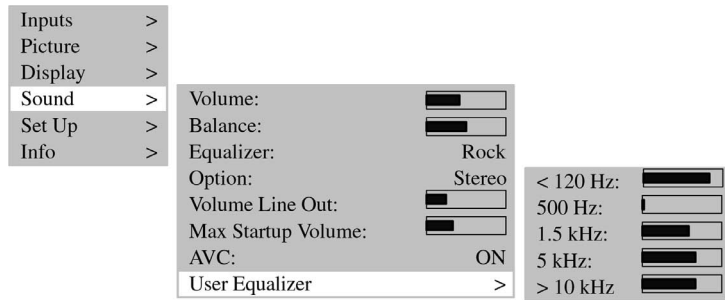 Inputs >
Picture >
Display >
Sound >
Set Up >
Info >
Volume:
Balance:
Equalizer: Rock
Option: Stereo
Volume Line Out:
Max Startup Volume:
AVC: ON
User Equalizer >
< 120 Hz:
500 Hz:
1.5 kHz:
5 kHz:
> 10 kHz